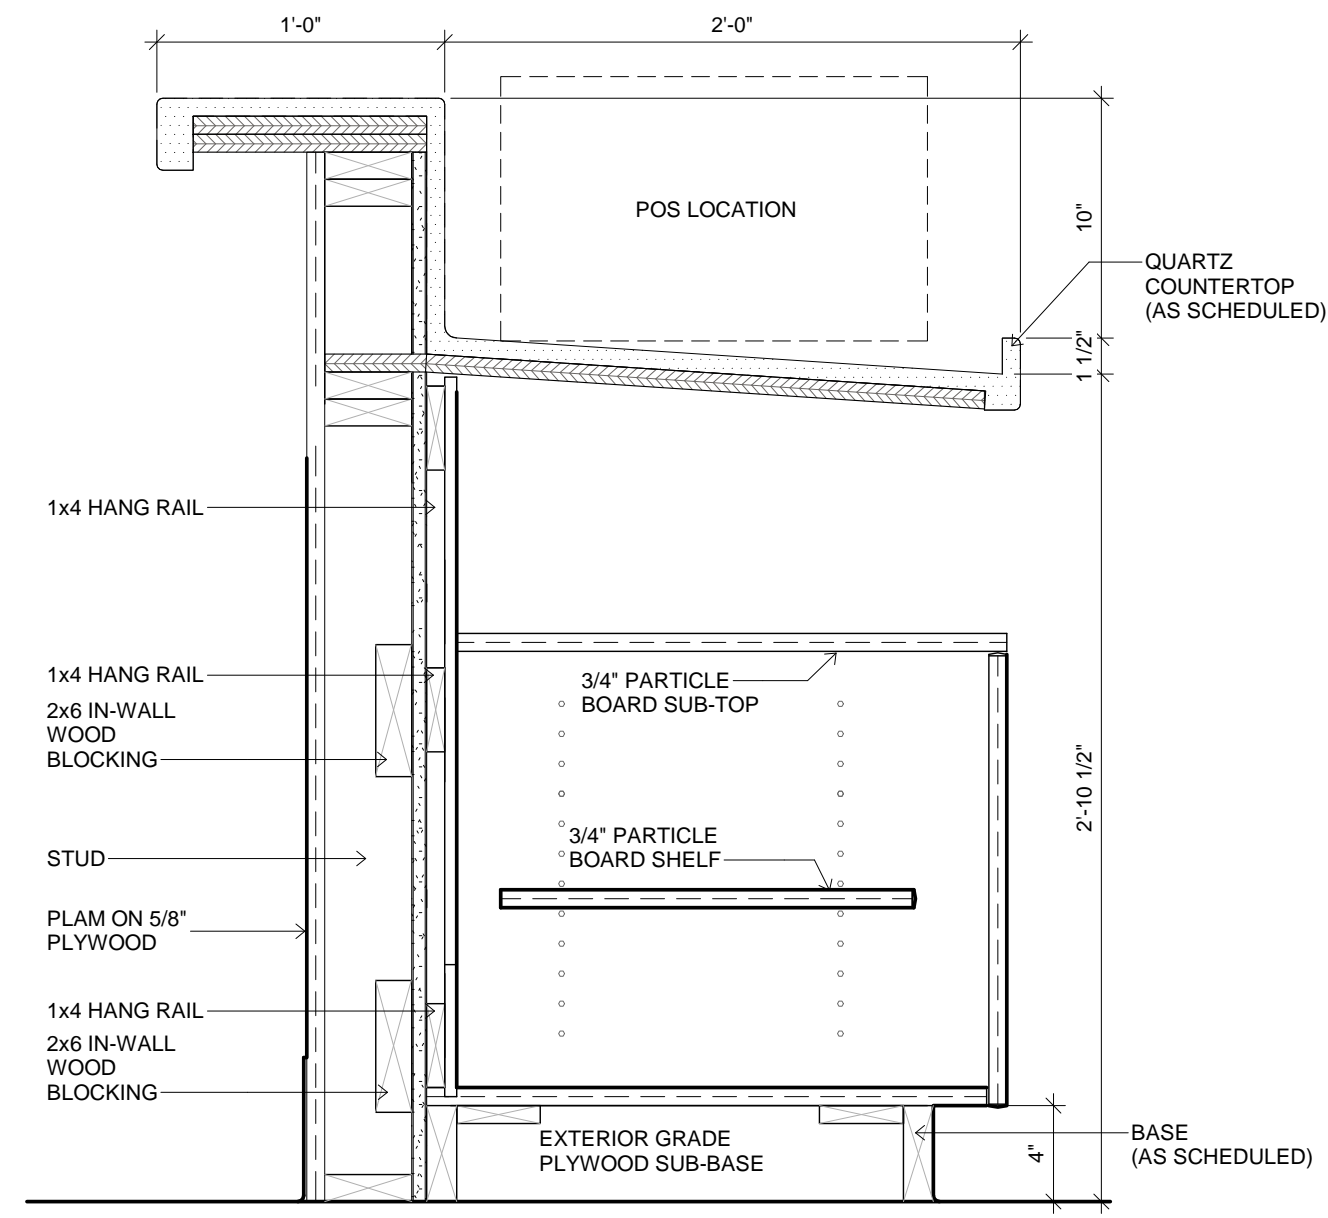 1'-0"
2'-0"
POS LOCATION
10"
QUARTZ
COUNTERTOP
(AS SCHEDULED)
1 1/2"
1x4 HANG RAIL
1x4 HANG RAIL
2x6 IN-WALL
WOOD
BLOCKING
3/4" PARTICLE
BOARD SUB-TOP
2'-10 1/2"
3/4" PARTICLE
BOARD SHELF
STUD
PLAM ON 5/8"
PLYWOOD
1x4 HANG RAIL
2x6 IN-WALL
WOOD
BLOCKING
EXTERIOR GRADE
PLYWOOD SUB-BASE
4"
BASE
(AS SCHEDULED)